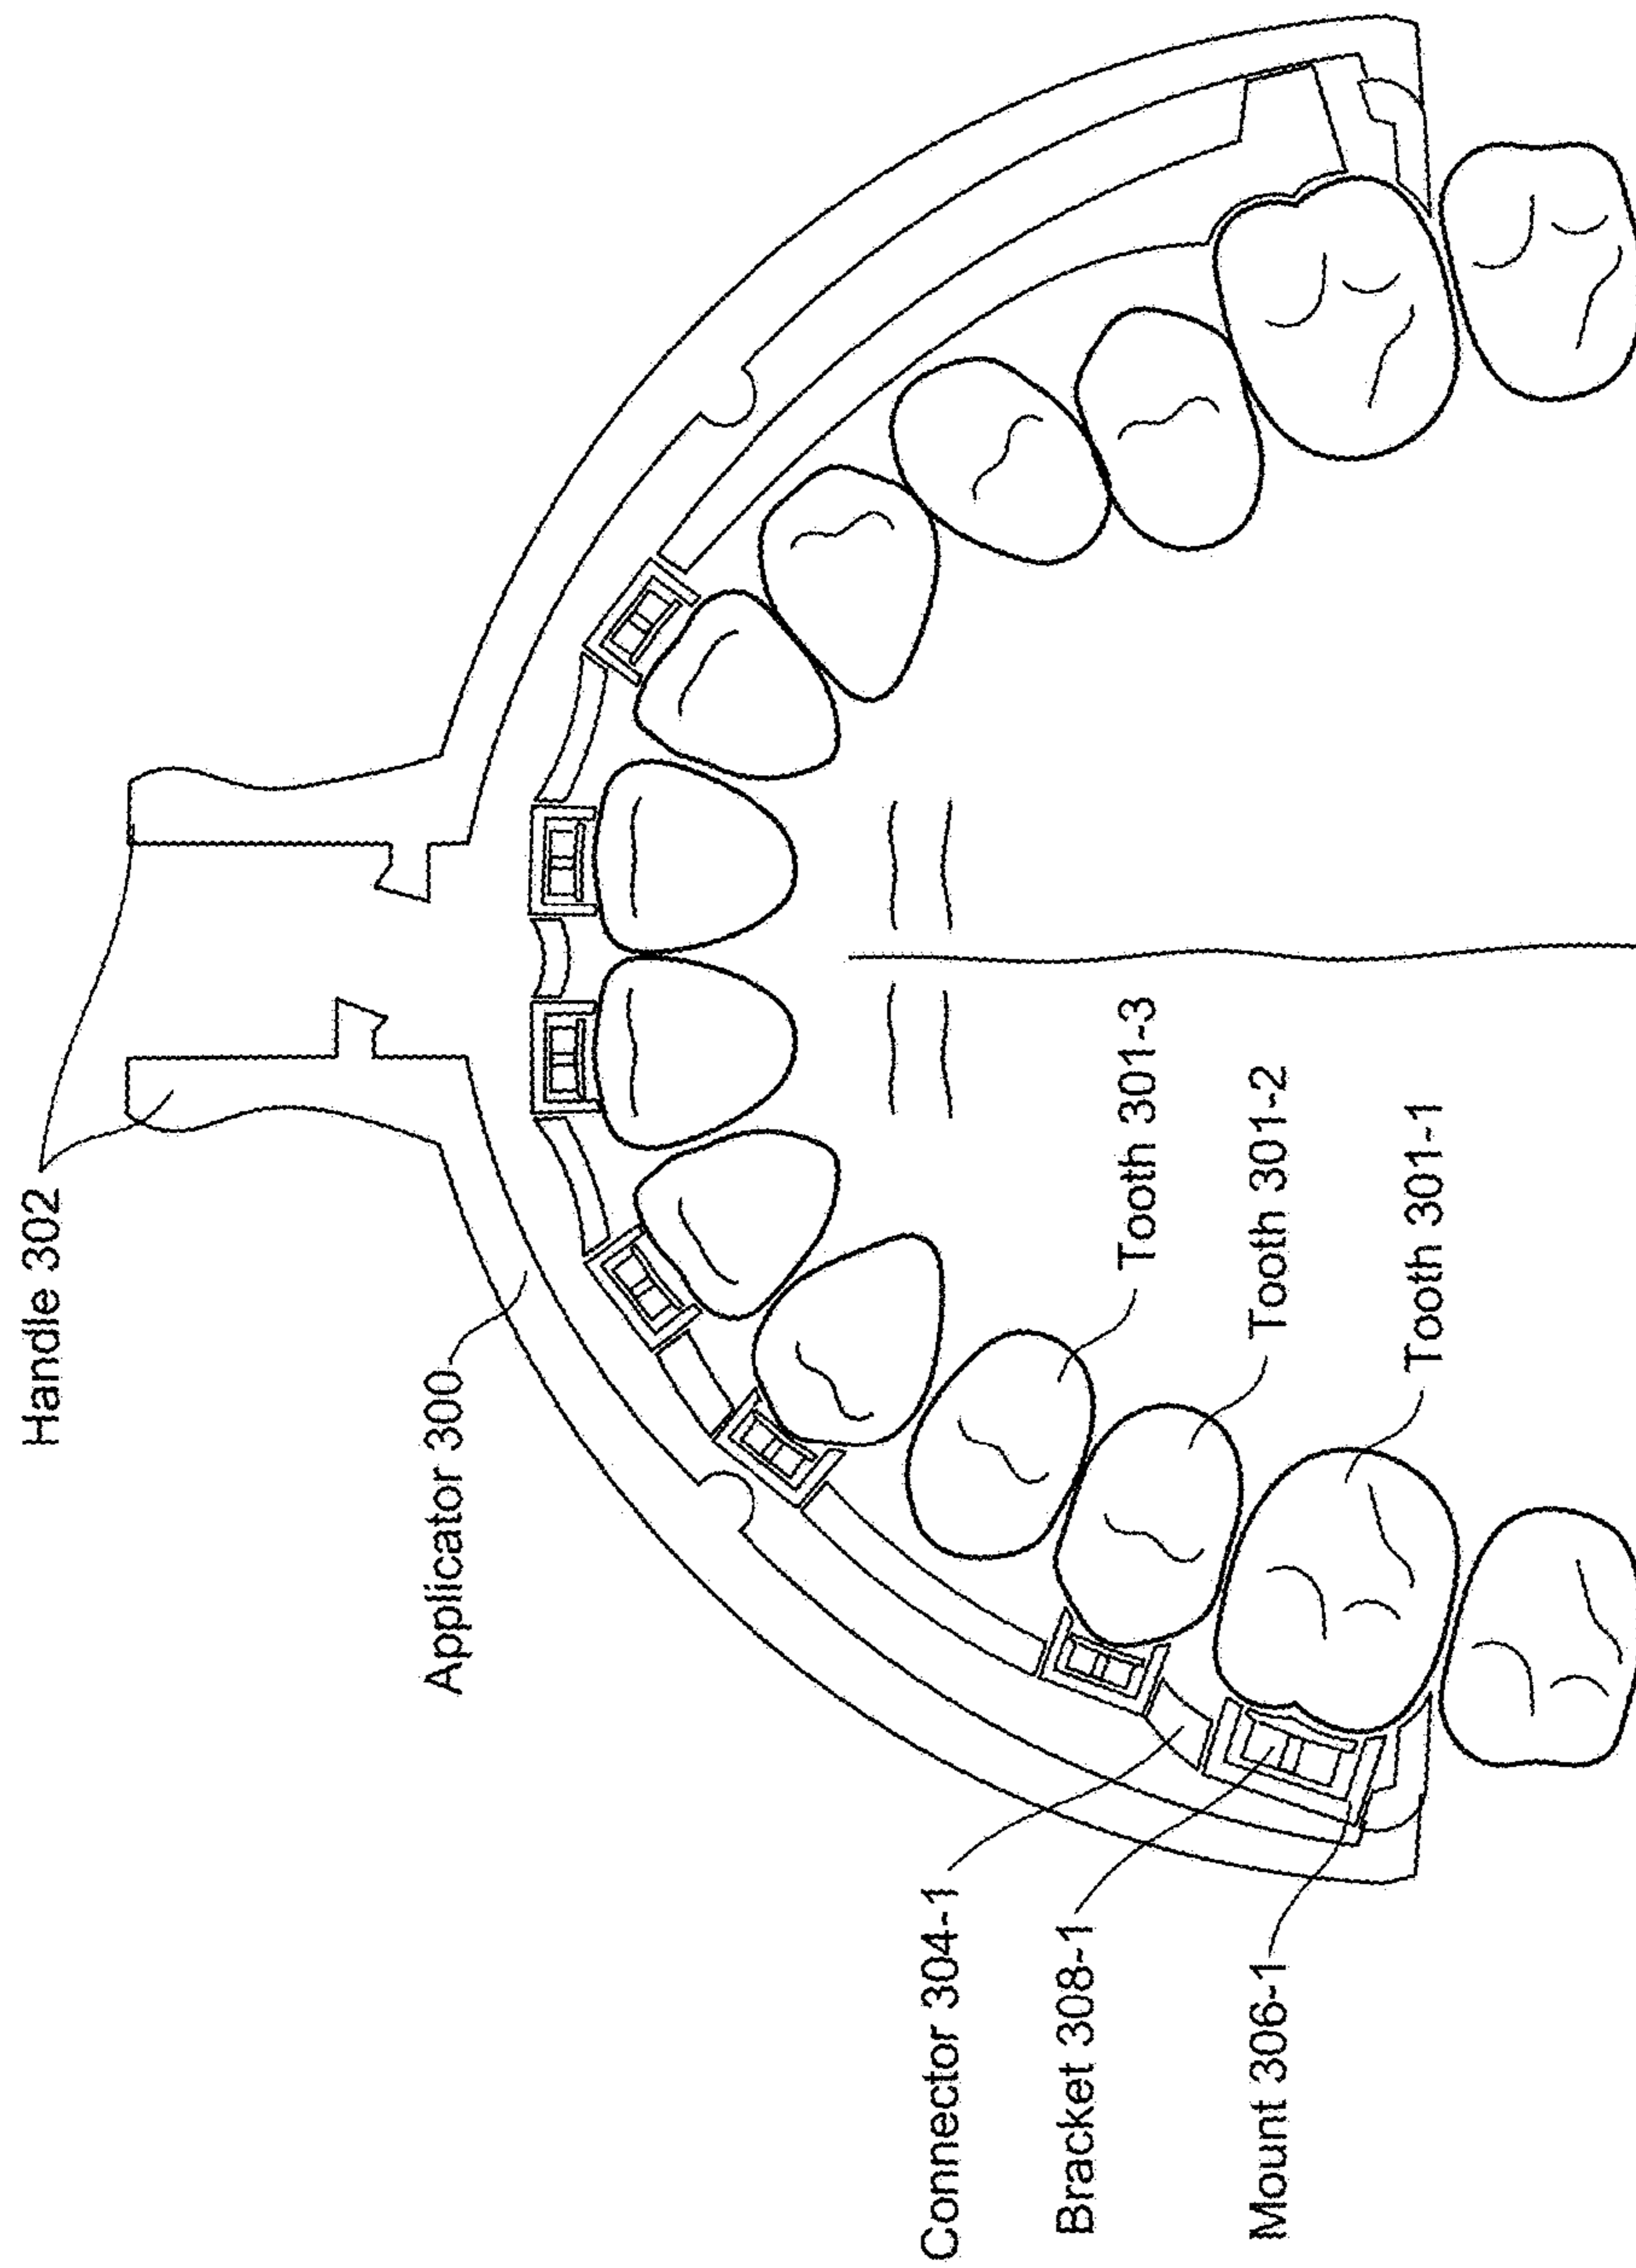 Handle 302
Applicator 300
Connector 304-1
Bracket 308-1
Mount 306-1
Tooth 301-3
Tooth 301-2
Tooth 301-1